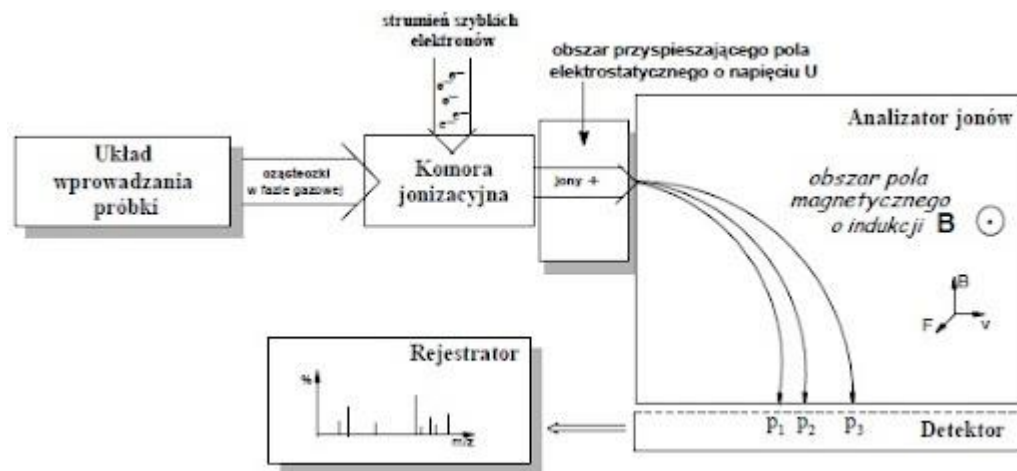 strumień szybkich
elektronów
e⁻ e⁻
e⁻
e⁻ e⁻
e⁻
obszar przyspieszającego pola
elektrostatycznego o napięciu U
Układ
wprowadzania
próbki
cząsteczki
w fazie gazowej
Komora
jonizacyjna
jony +
Analizator jonów
obszar pola
magnetycznego
o indukcji B
B
F
v
Rejestrator
%
m/z
p₁ p₂ p₃
Detektor